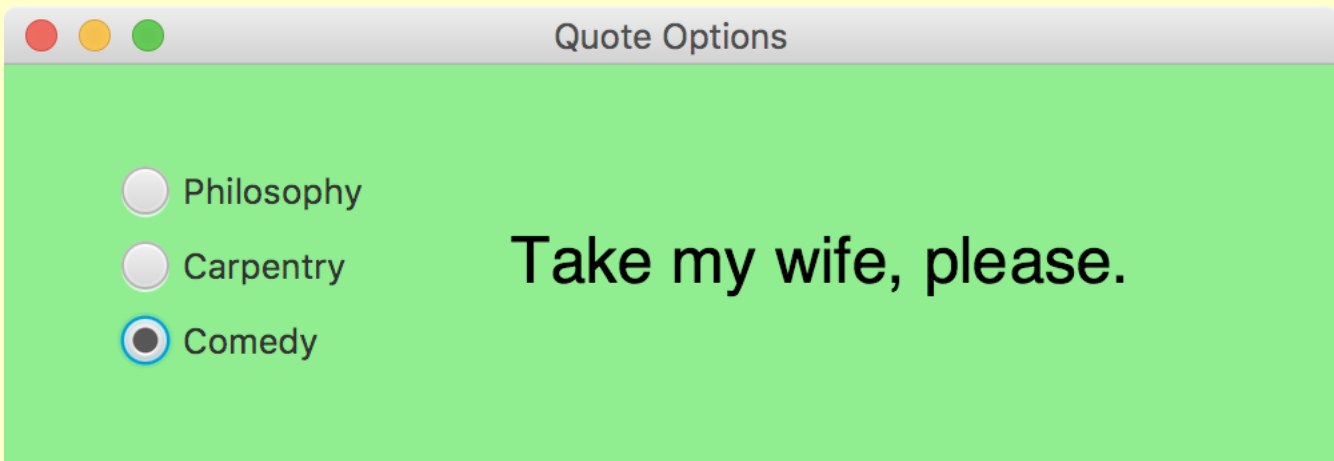 Quote Options
Philosophy
Carpentry
Take my wife, please.
Comedy